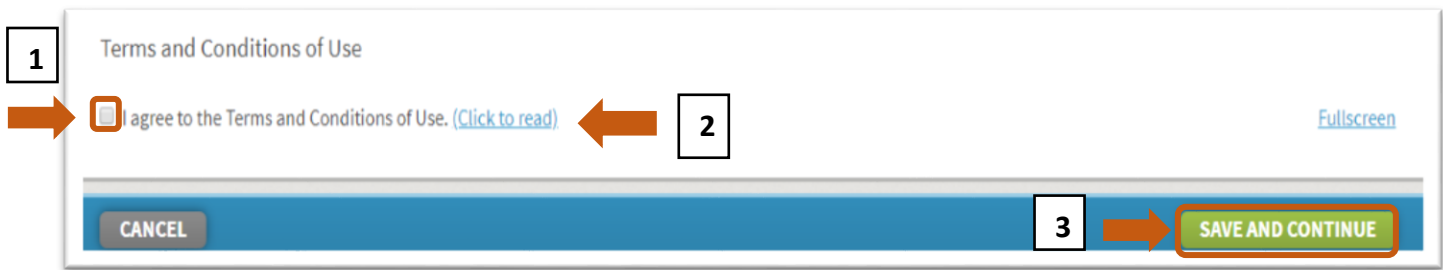 1
Terms and Conditions of Use
I agree to the Terms and Conditions of Use. (Click to read)
2
Fullscreen
CANCEL
3
SAVE AND CONTINUE